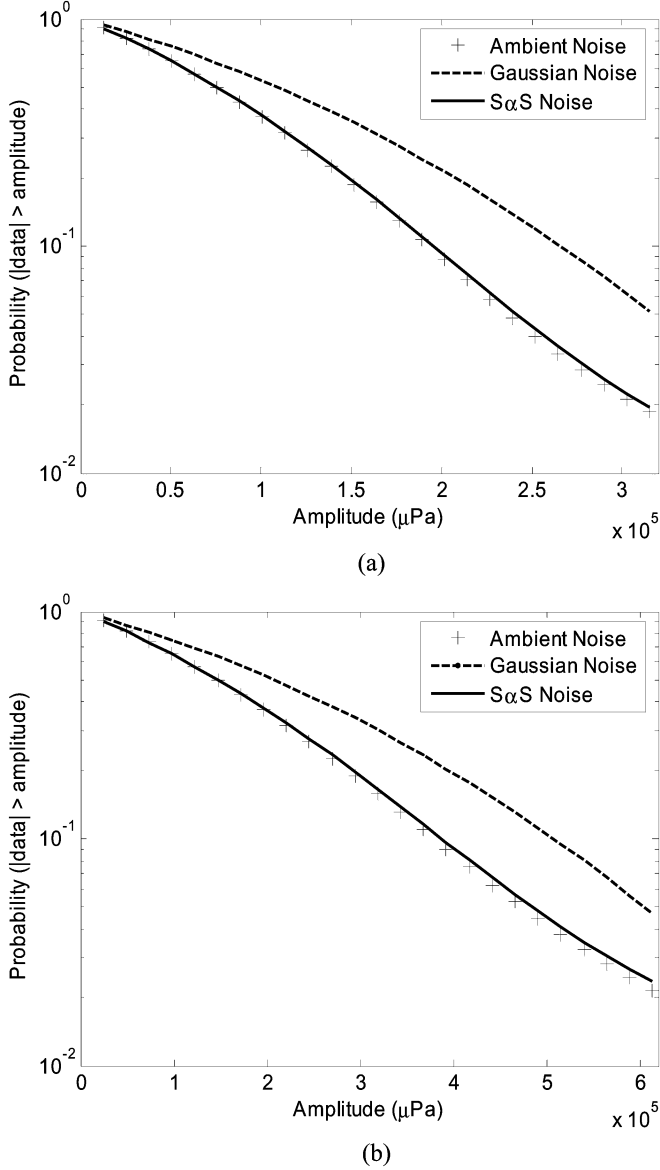 10^0
Ambient Noise
Gaussian Noise
SαS Noise
Probability (|data| > amplitude)
10^-1
10^-2
0 0.5 1 1.5 2 2.5 3
Amplitude (μPa)
x 10^5
(a)
10^0
Ambient Noise
Gaussian Noise
SαS Noise
Probability (|data| > amplitude)
10^-1
10^-2
0 1 2 3 4 5 6
Amplitude (μPa)
x 10^5
(b)